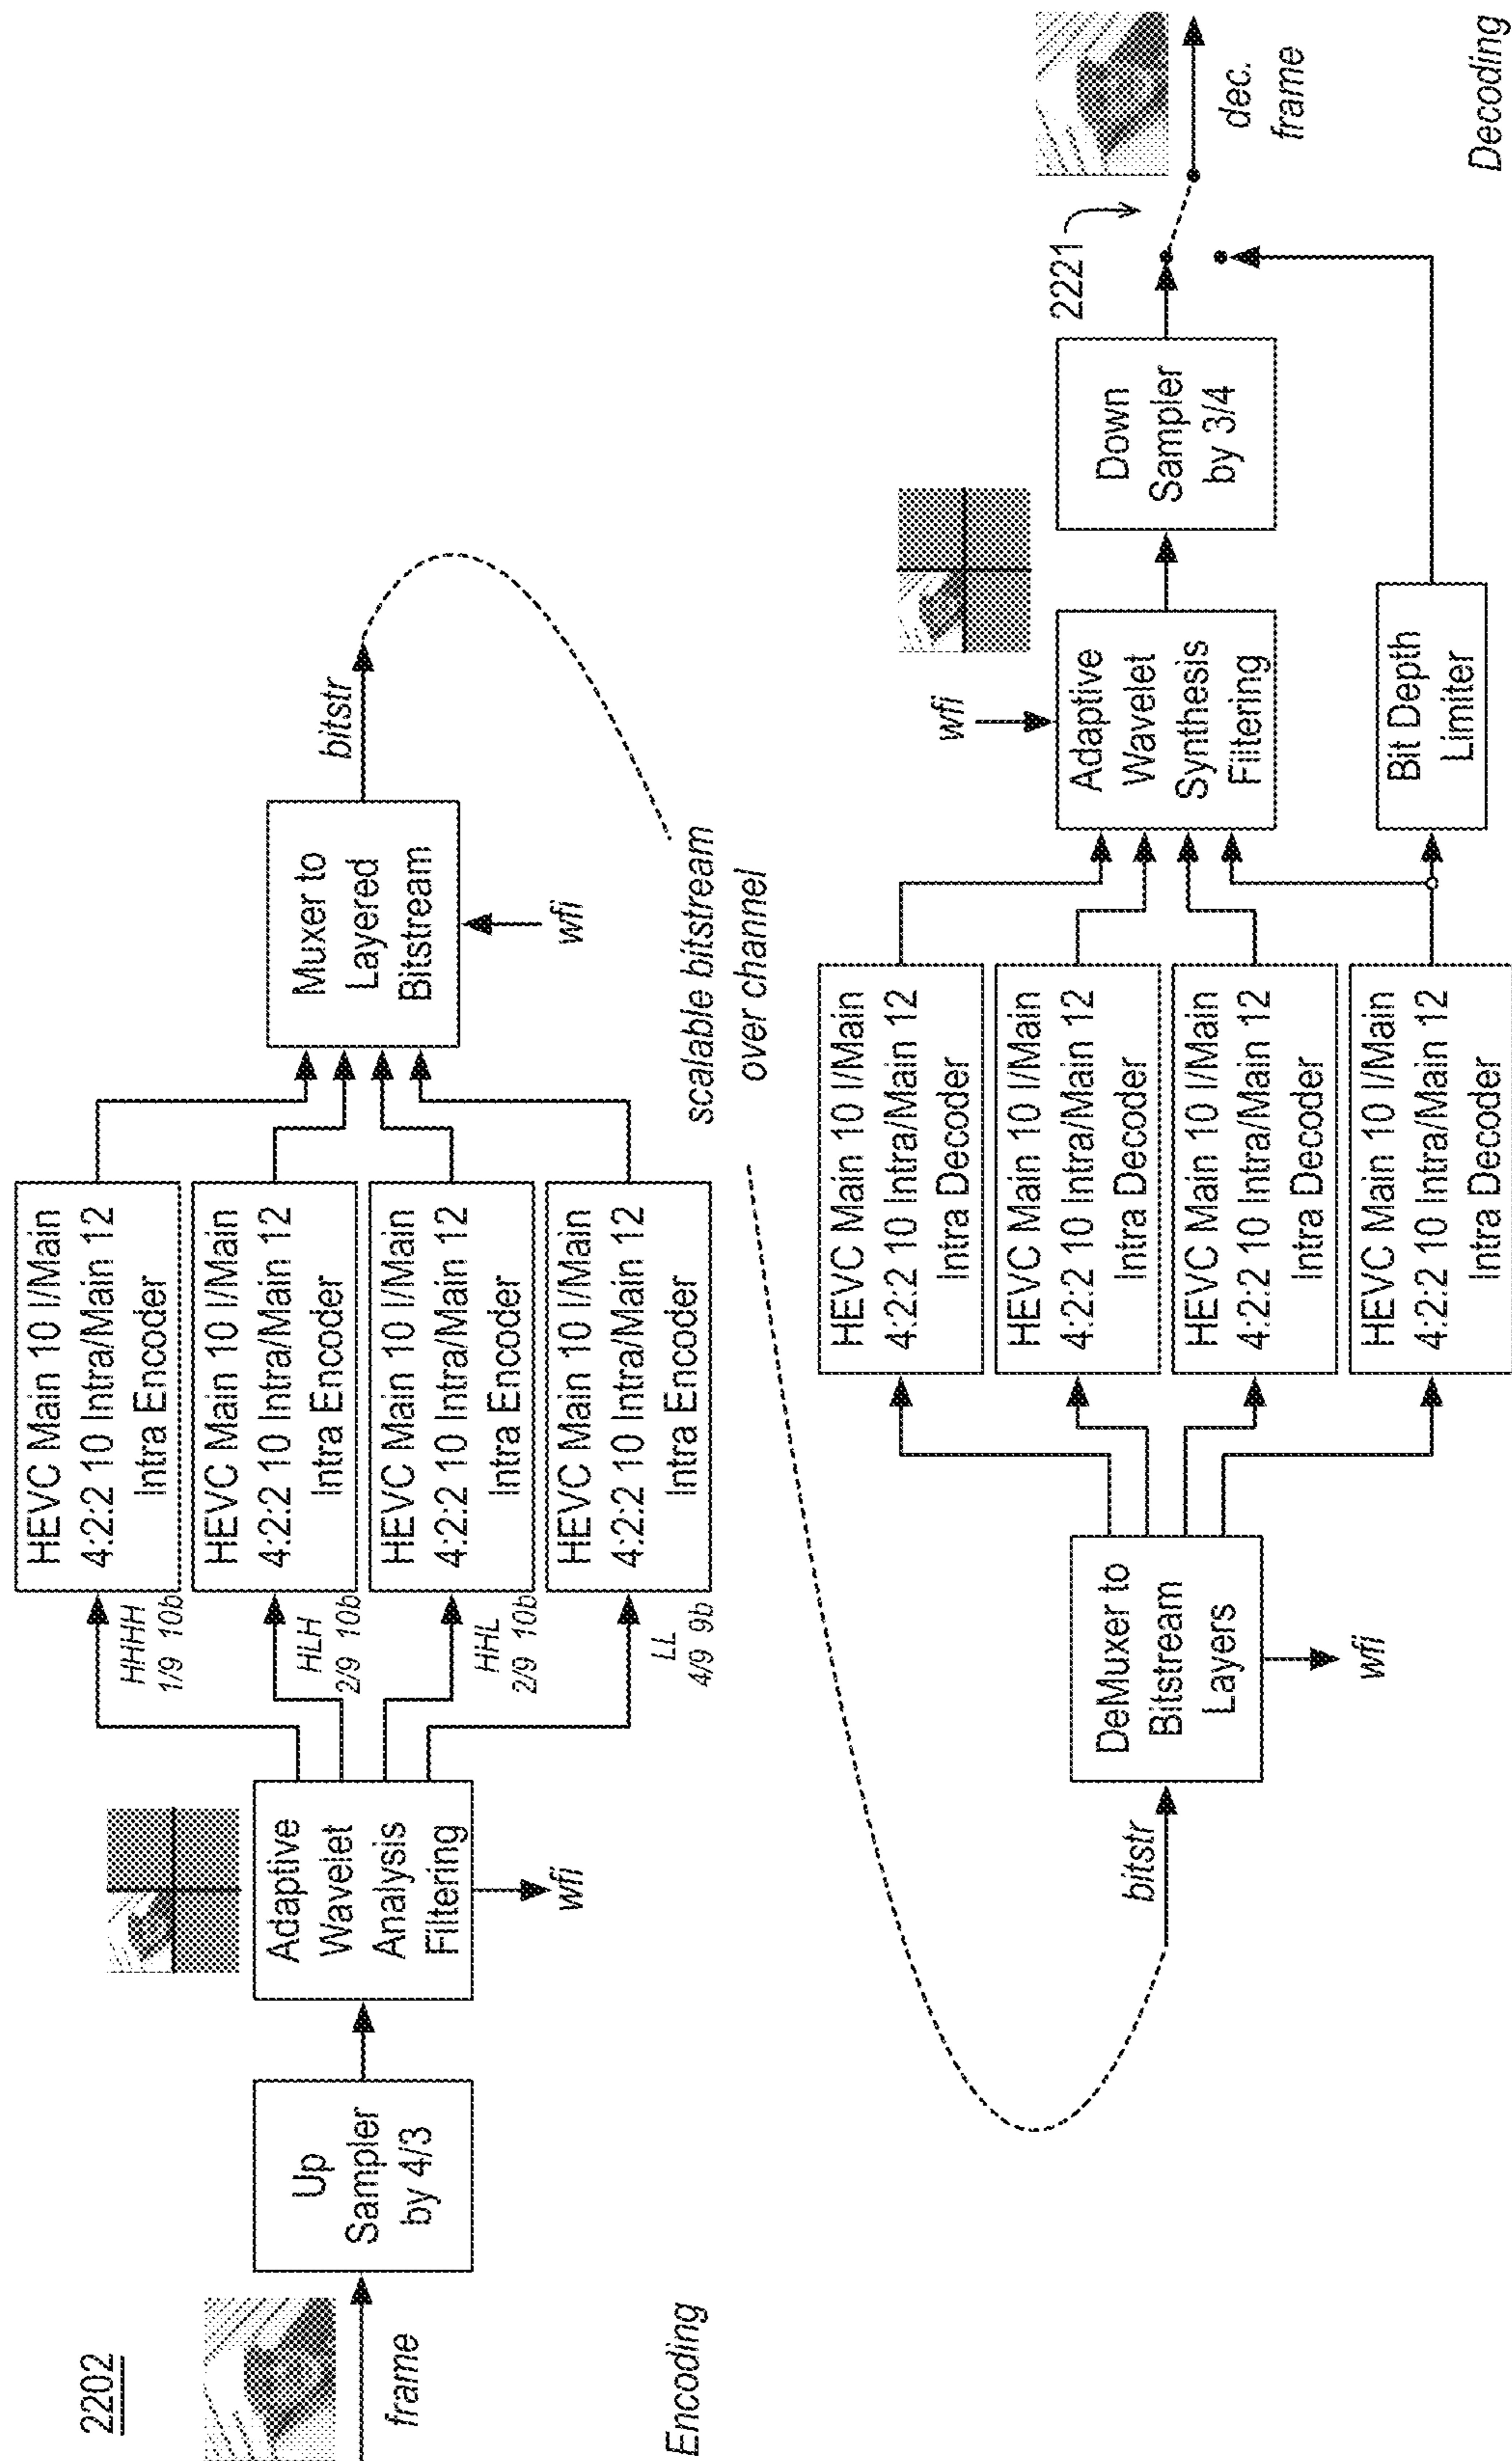 2202
frame
Encoding
Up
Sampler
by 4/3
Adaptive
Wavelet
Analysis
Filtering
wfi
HHHH
1/9 10b
HLH
2/9 10b
HHL
2/9 10b
LL
4/9 9b
HEVC Main 10 I/Main
4:2:2 10 Intra/Main 12
Intra Encoder
HEVC Main 10 I/Main
4:2:2 10 Intra/Main 12
Intra Encoder
HEVC Main 10 I/Main
4:2:2 10 Intra/Main 12
Intra Encoder
HEVC Main 10 I/Main
4:2:2 10 Intra/Main 12
Intra Encoder
Muxer to
Layered
Bitstream
wfi
bitstr
scalable bitstream
over channel
bitstr
DeMuxer to
Bitstream
Layers
wfi
HEVC Main 10 I/Main
4:2:2 10 Intra/Main 12
Intra Decoder
HEVC Main 10 I/Main
4:2:2 10 Intra/Main 12
Intra Decoder
HEVC Main 10 I/Main
4:2:2 10 Intra/Main 12
Intra Decoder
HEVC Main 10 I/Main
4:2:2 10 Intra/Main 12
Intra Decoder
wfi
Adaptive
Wavelet
Synthesis
Filtering
Bit Depth
Limiter
Down
Sampler
by 3/4
2221
dec.
frame
Decoding